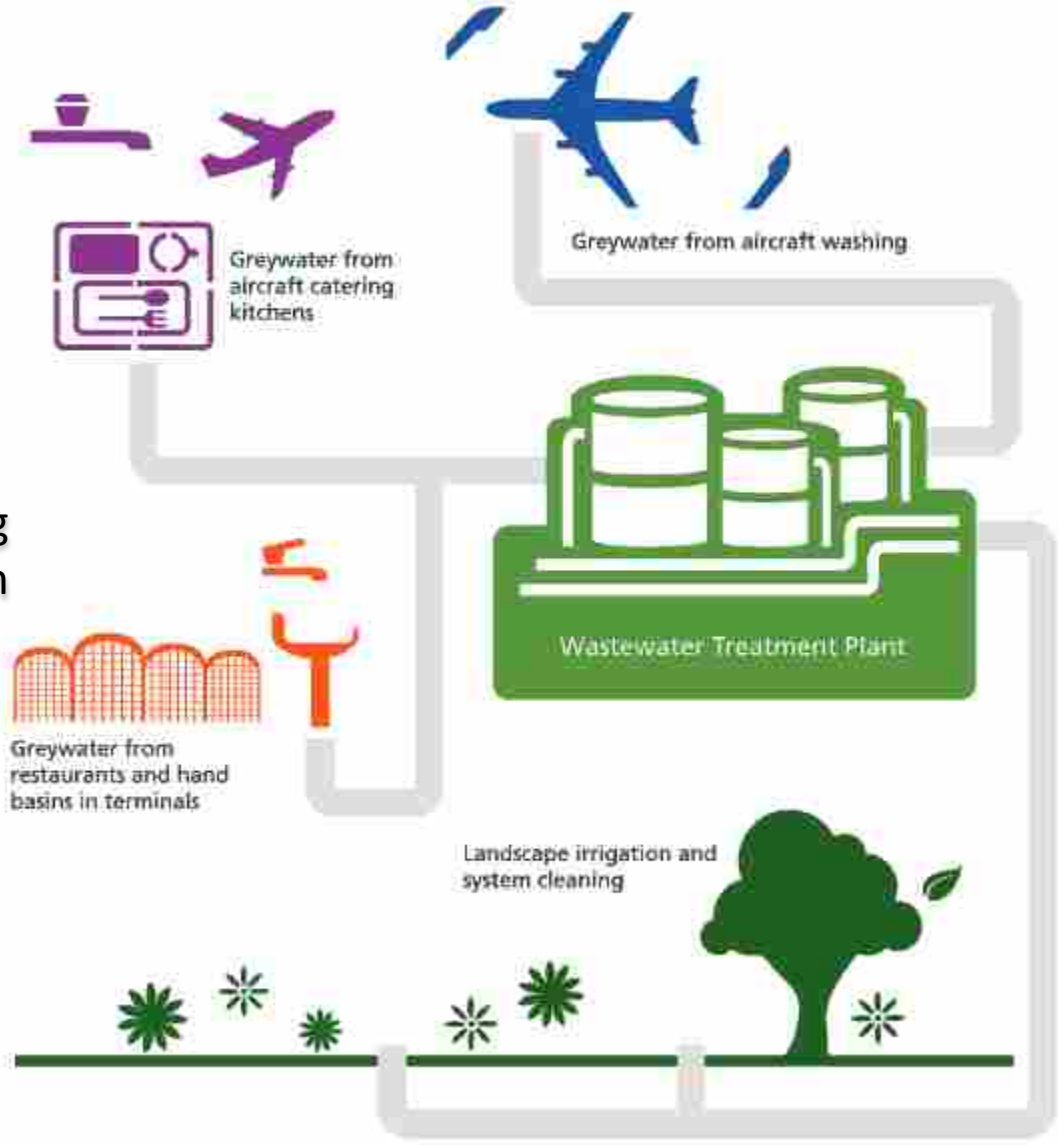 Greywater from aircraft washing
Greywater from
aircraft catering
kitchens
g
n
Wastewater Treatment Plant
Greywater from
restaurants and hand
basins in terminals
Landscape irrigation and
system cleaning